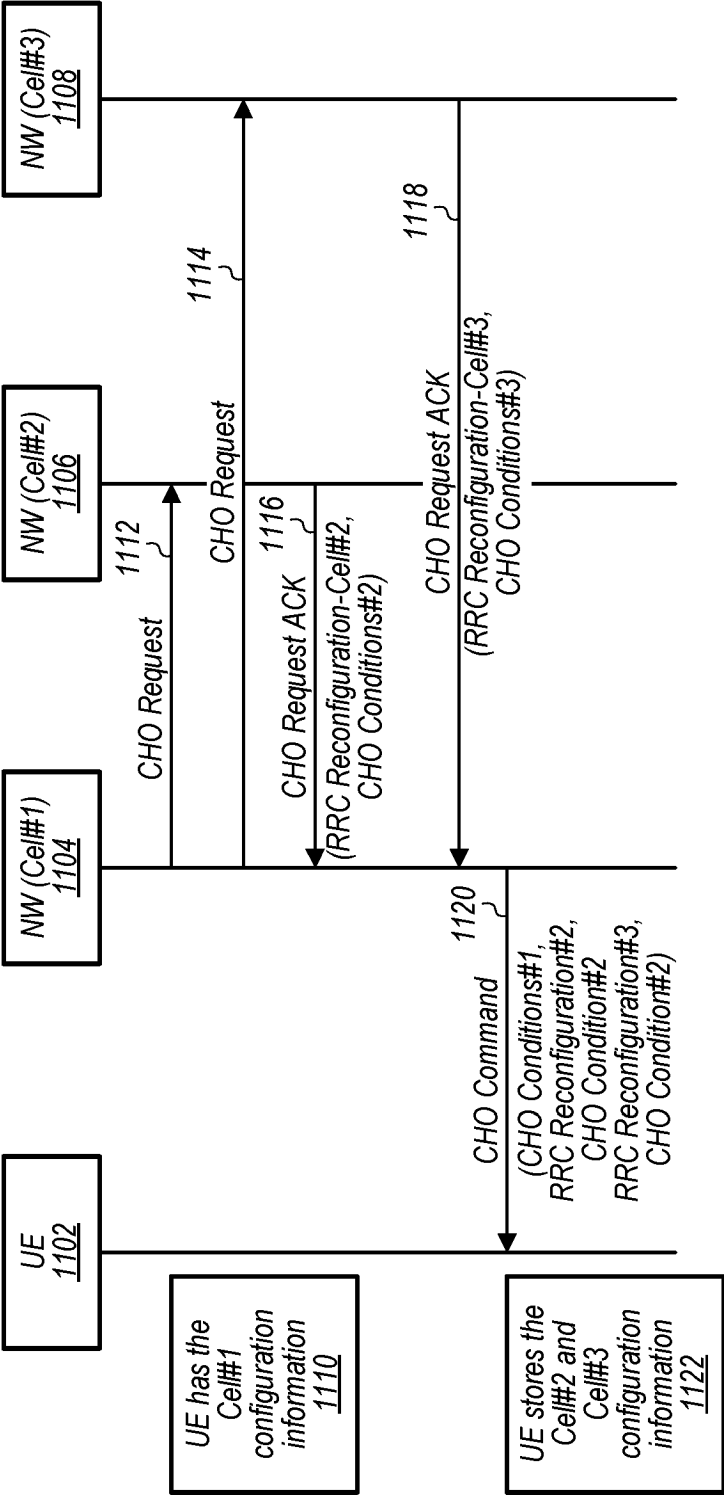 UE
1102
NW (Cell#1)
1104
NW (Cell#2)
1106
NW (Cell#3)
1108
UE has the
Cell#1
configuration
information
1110
CHO Request
1112
CHO Request
1114
CHO Request ACK
1116
(RRC Reconfiguration-Cell#2,
CHO Conditions#2)
CHO Request ACK
1118
(RRC Reconfiguration-Cell#3,
CHO Conditions#3)
CHO Command
1120
(CHO Conditions#1,
RRC Reconfiguration#2,
CHO Condition#2
RRC Reconfiguration#3,
CHO Condition#2)
UE stores the
Cell#2 and
Cell#3
configuration
information
1122